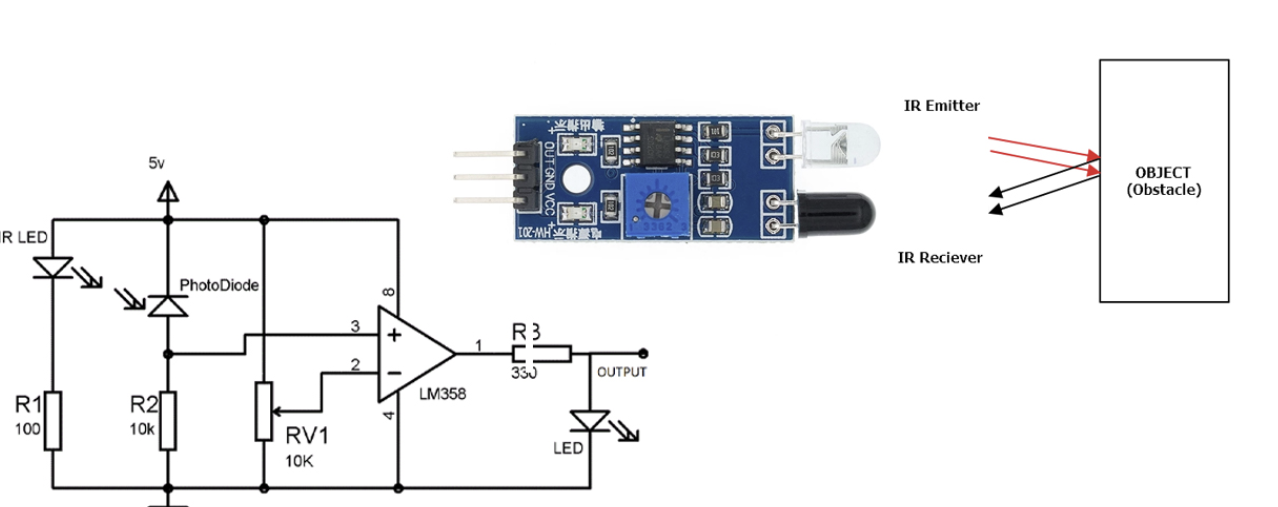 5v
IR LED
PhotoDiode
R1
100
R2
10k
RV1
10K
8
3
+
2
−
4
1
LM358
R3
330
OUTPUT
LED
OUT GND VCC
HW-201
3362
IR Emitter
IR Reciever
OBJECT
(Obstacle)